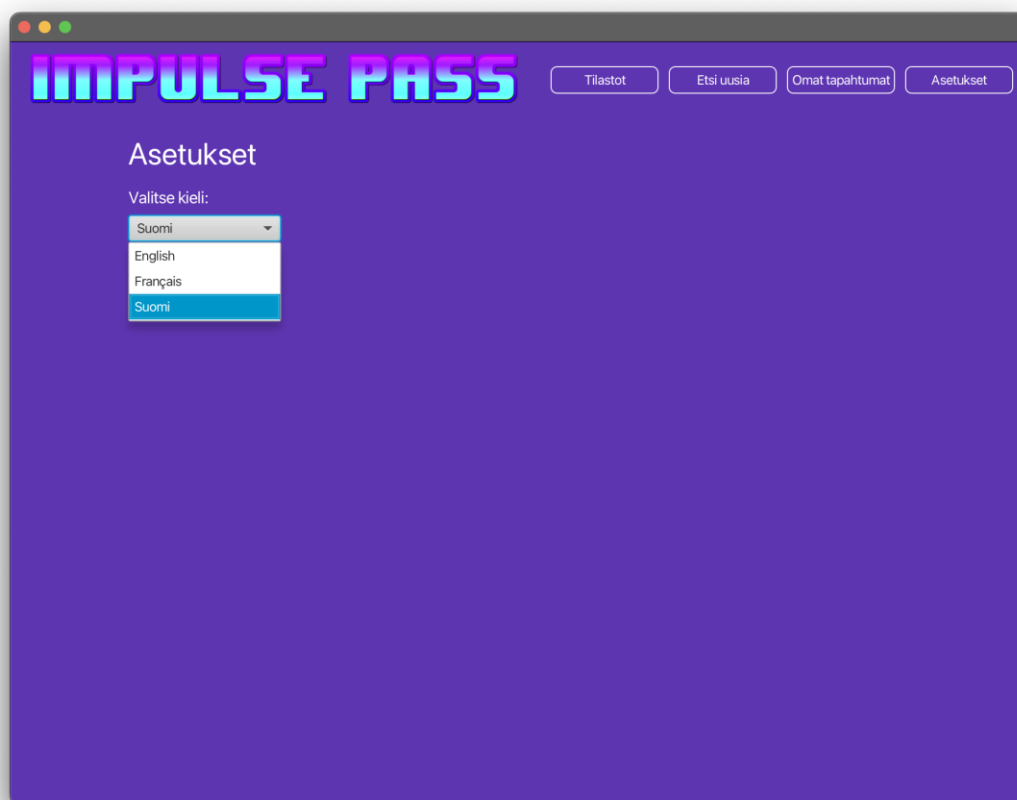 IMPULSE PASS
Tilastot Etsi uusia Omat tapahtumat Asetukset
Asetukset
Valitse kieli:
Suomi
English
Français
Suomi